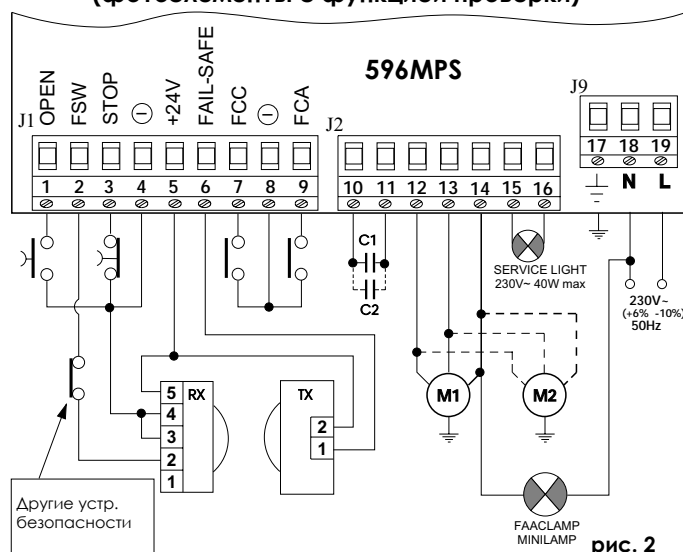 (фотоэлементы с функцией проверки)
596MPS
J1
OPEN
FSW
STOP
−
+24V
FAIL-SAFE
FCC
−
FCA
J2
J9
1 2 3 4 5 6 7 8 9
10 11 12 13 14 15 16
17 18 19
N L
C1
C2
SERVICE LIGHT
230V~ 40W max
230V~
(+6% -10%)
50Hz
5 RX
4
3
2
1
TX
2
1
M1
M2
Другие устр.
безопасности
FAACLAMP
MINILAMP
рис. 2